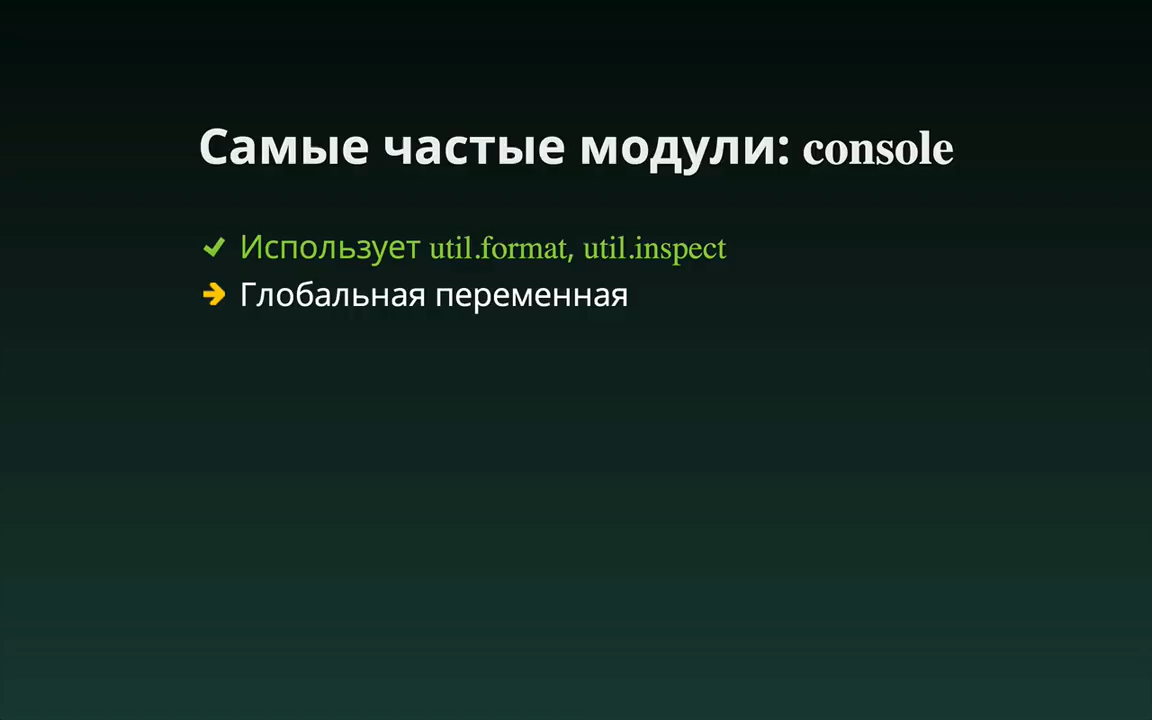 Самые частые модули: console
Использует util.format, util.inspect
Глобальная переменная